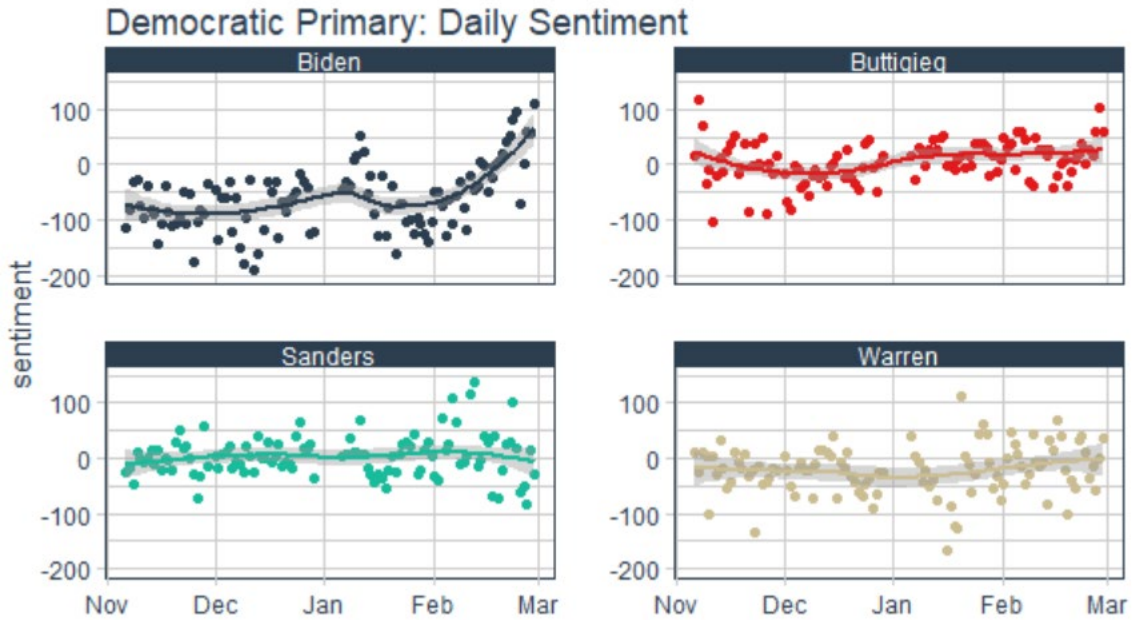 Democratic Primary: Daily Sentiment
Biden
Buttigieg
100
0
-100
-200
100
0
-100
-200
sentiment
Sanders
Warren
100
0
-100
-200
100
0
-100
-200
Nov Dec Jan Feb Mar
Nov Dec Jan Feb Mar